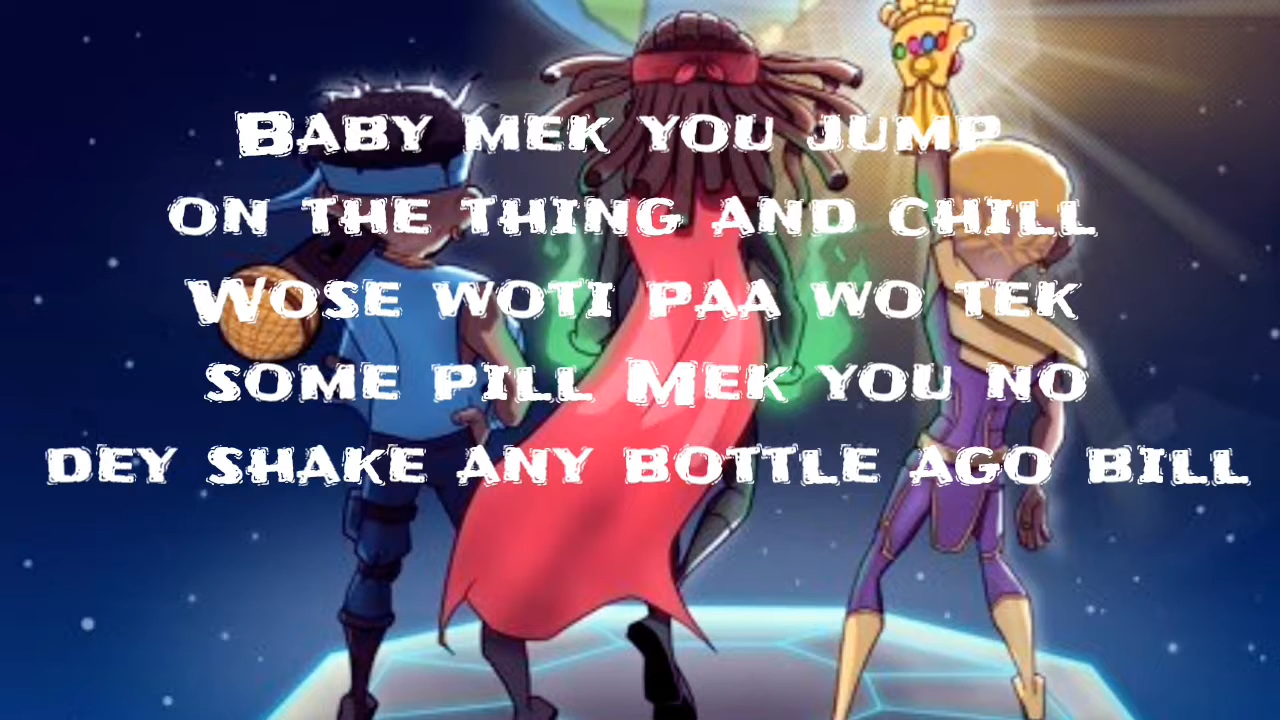 Baby mek you jump
on the thing and chill
Wose woti paa wo tek
some pill Mek you no
dey shake any bottle ago bill